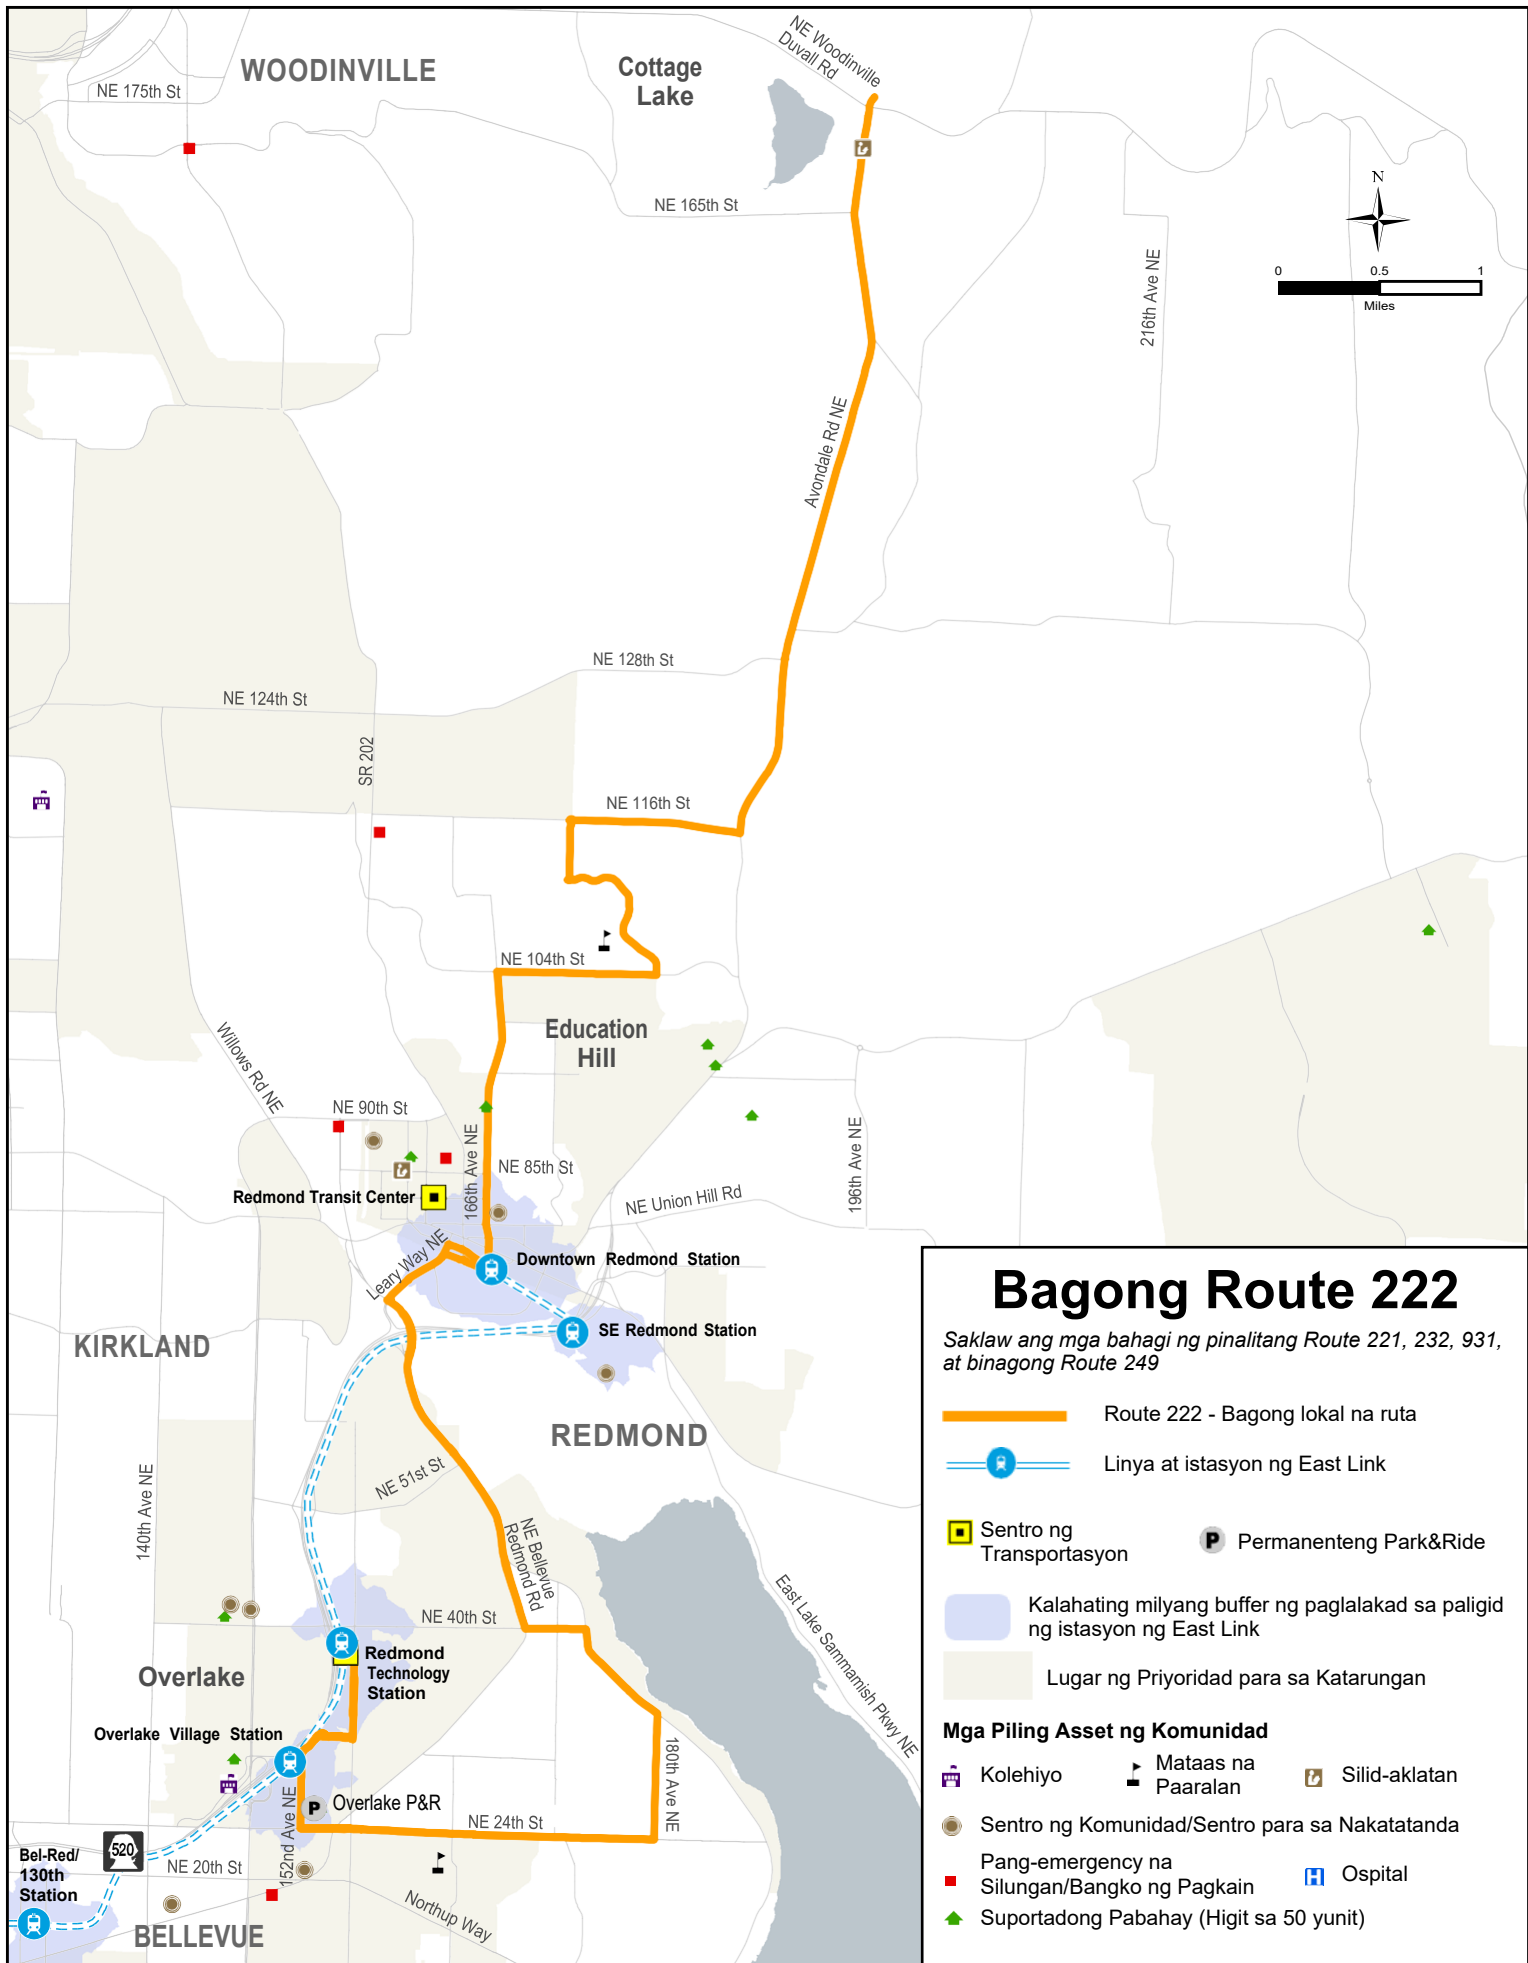 WOODINVILLE
Cottage
Lake
NE Woodinville
Duvall Rd
NE 175th St
NE 165th St
N
0 0.5 1
Miles
216th Ave NE
Avondale Rd NE
NE 128th St
NE 124th St
SR 202
NE 116th St
NE 104th St
Education
Hill
Willows Rd NE
NE 90th St
166th Ave NE
NE 85th St
196th Ave NE
Redmond Transit Center
NE Union Hill Rd
Leary Way NE
Downtown Redmond Station
SE Redmond Station
KIRKLAND
REDMOND
NE 51st St
140th Ave NE
NE Bellevue
Redmond Rd
NE 40th St
East Lake Sammamish Pkwy NE
Redmond
Technology
Station
Overlake
Overlake Village Station
180th Ave NE
P
Overlake P&R
152nd Ave NE
NE 24th St
520
Bel-Red/
130th
Station
NE 20th St
Northup Way
BELLEVUE
Bagong Route 222
Saklaw ang mga bahagi ng pinalitang Route 221, 232, 931,
at binagong Route 249
Route 222 - Bagong lokal na ruta
Linya at istasyon ng East Link
Sentro ng
Transportasyon
P Permanenteng Park&Ride
Kalahating milyang buffer ng paglalakad sa paligid
ng istasyon ng East Link
Lugar ng Priyoridad para sa Katarungan
Mga Piling Asset ng Komunidad
Kolehiyo
Mataas na
Paaralan
Silid-aklatan
Sentro ng Komunidad/Sentro para sa Nakatatanda
Pang-emergency na
Silungan/Bangko ng Pagkain
H Ospital
Suportadong Pabahay (Higit sa 50 yunit)